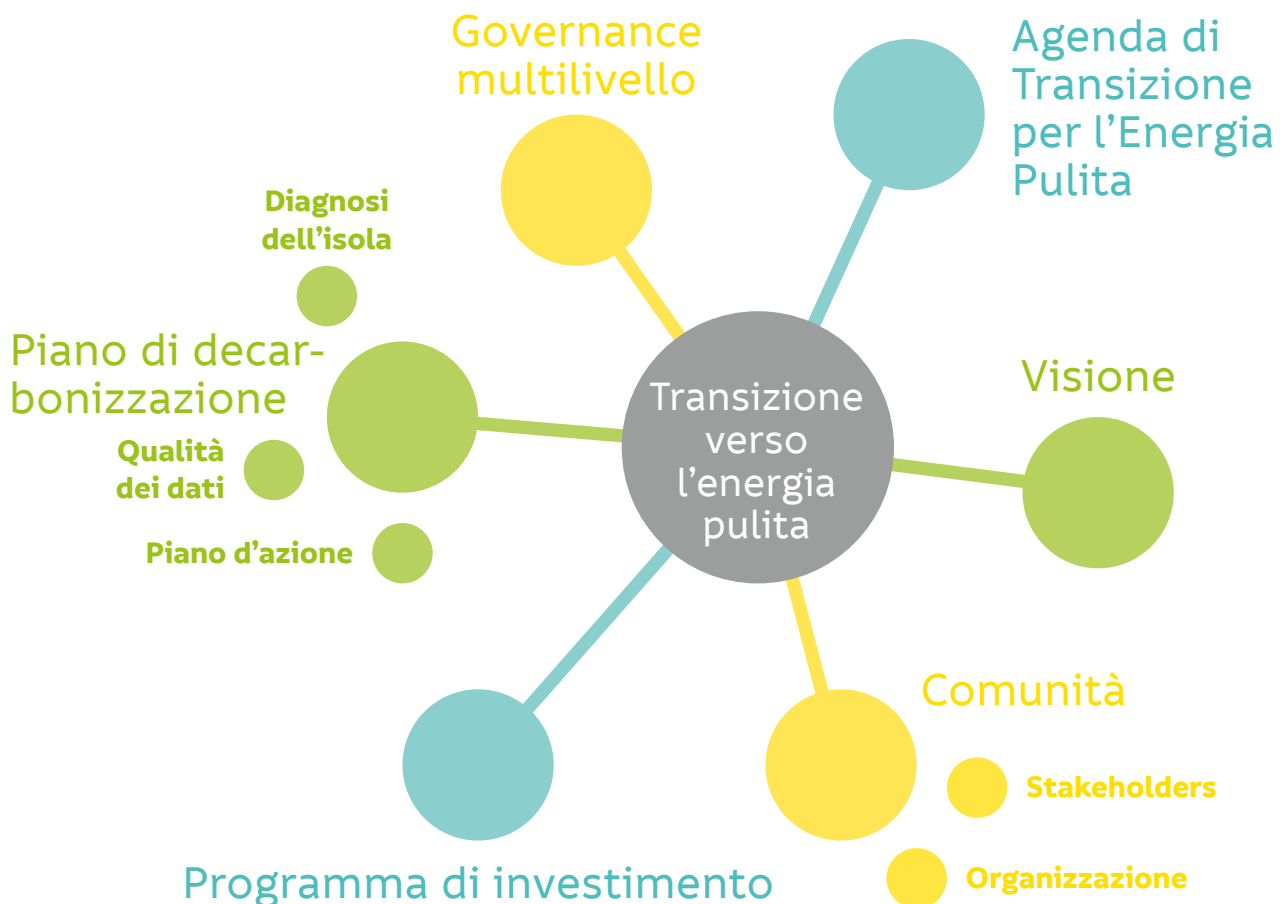 Governance
multilivello
Agenda di
Transizione
per l’Energia
Pulita
Diagnosi
dell’isola
Piano di decar-
bonizzazione
Qualità
dei dati
Piano d’azione
Transizione
verso
l’energia
pulita
Visione
Comunità
Stakeholders
Organizzazione
Programma di investimento